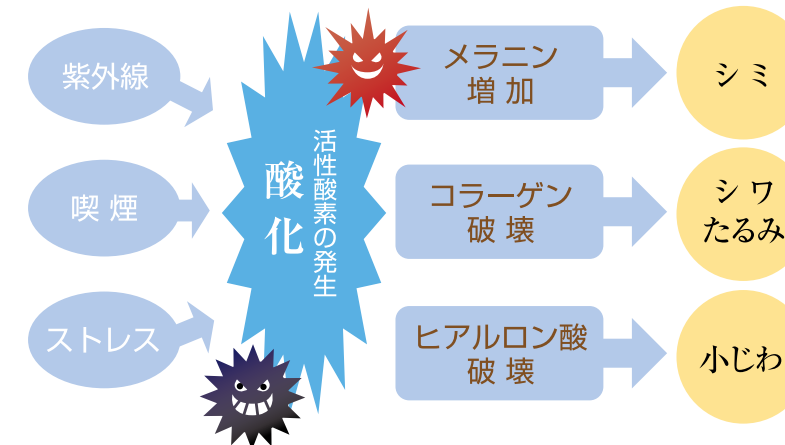 紫外線
喫煙
ストレス
活性酸素の発生
酸化
メラニン
増加
コラーゲン
破壊
ヒアルロン酸
破壊
シミ
シワ
たるみ
小じわ